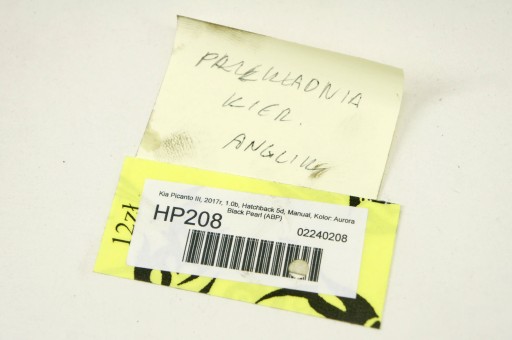 PRZEKŁADNIA
KIER.
ANGLIK
Kia Picanto III, 2017r, 1.0b, Hatchback 5d, Manual, Kolor: Aurora
Black Pearl (ABP)
HP208
02240208
12zł